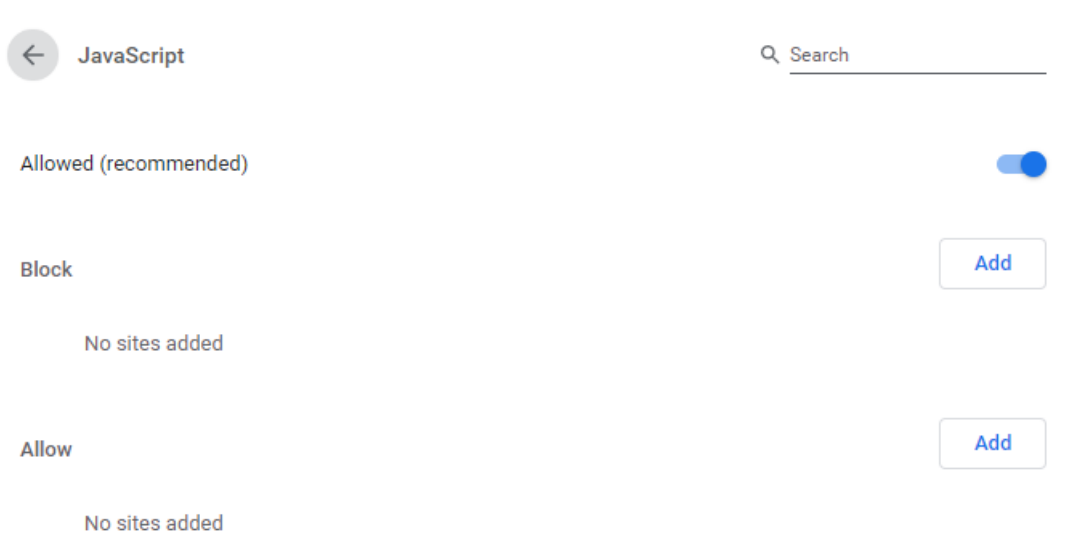 JavaScript
Search
Allowed (recommended)
Block
Add
No sites added
Allow
Add
No sites added